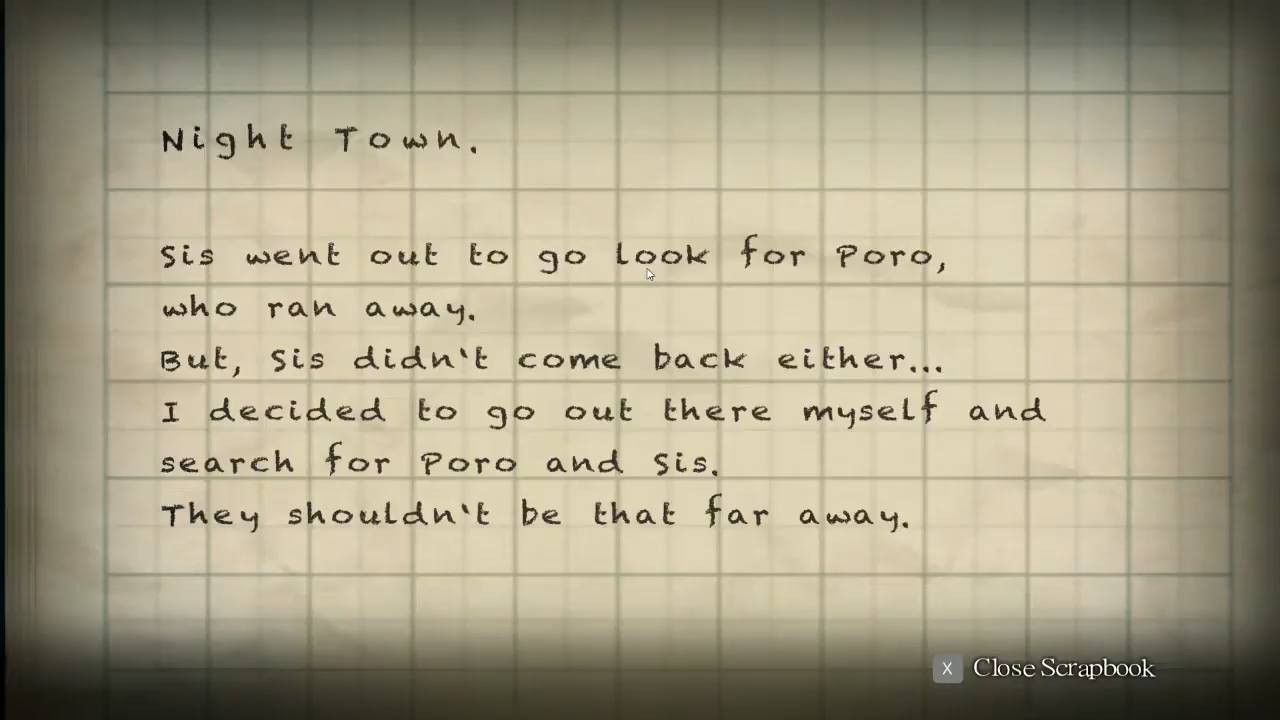 Night Town.
Sis went out to go look for Poro,
who ran away.
But, Sis didn't come back either...
I decided to go out there myself and
search for Poro and Sis.
They shouldn't be that far away.
X Close Scrapbook